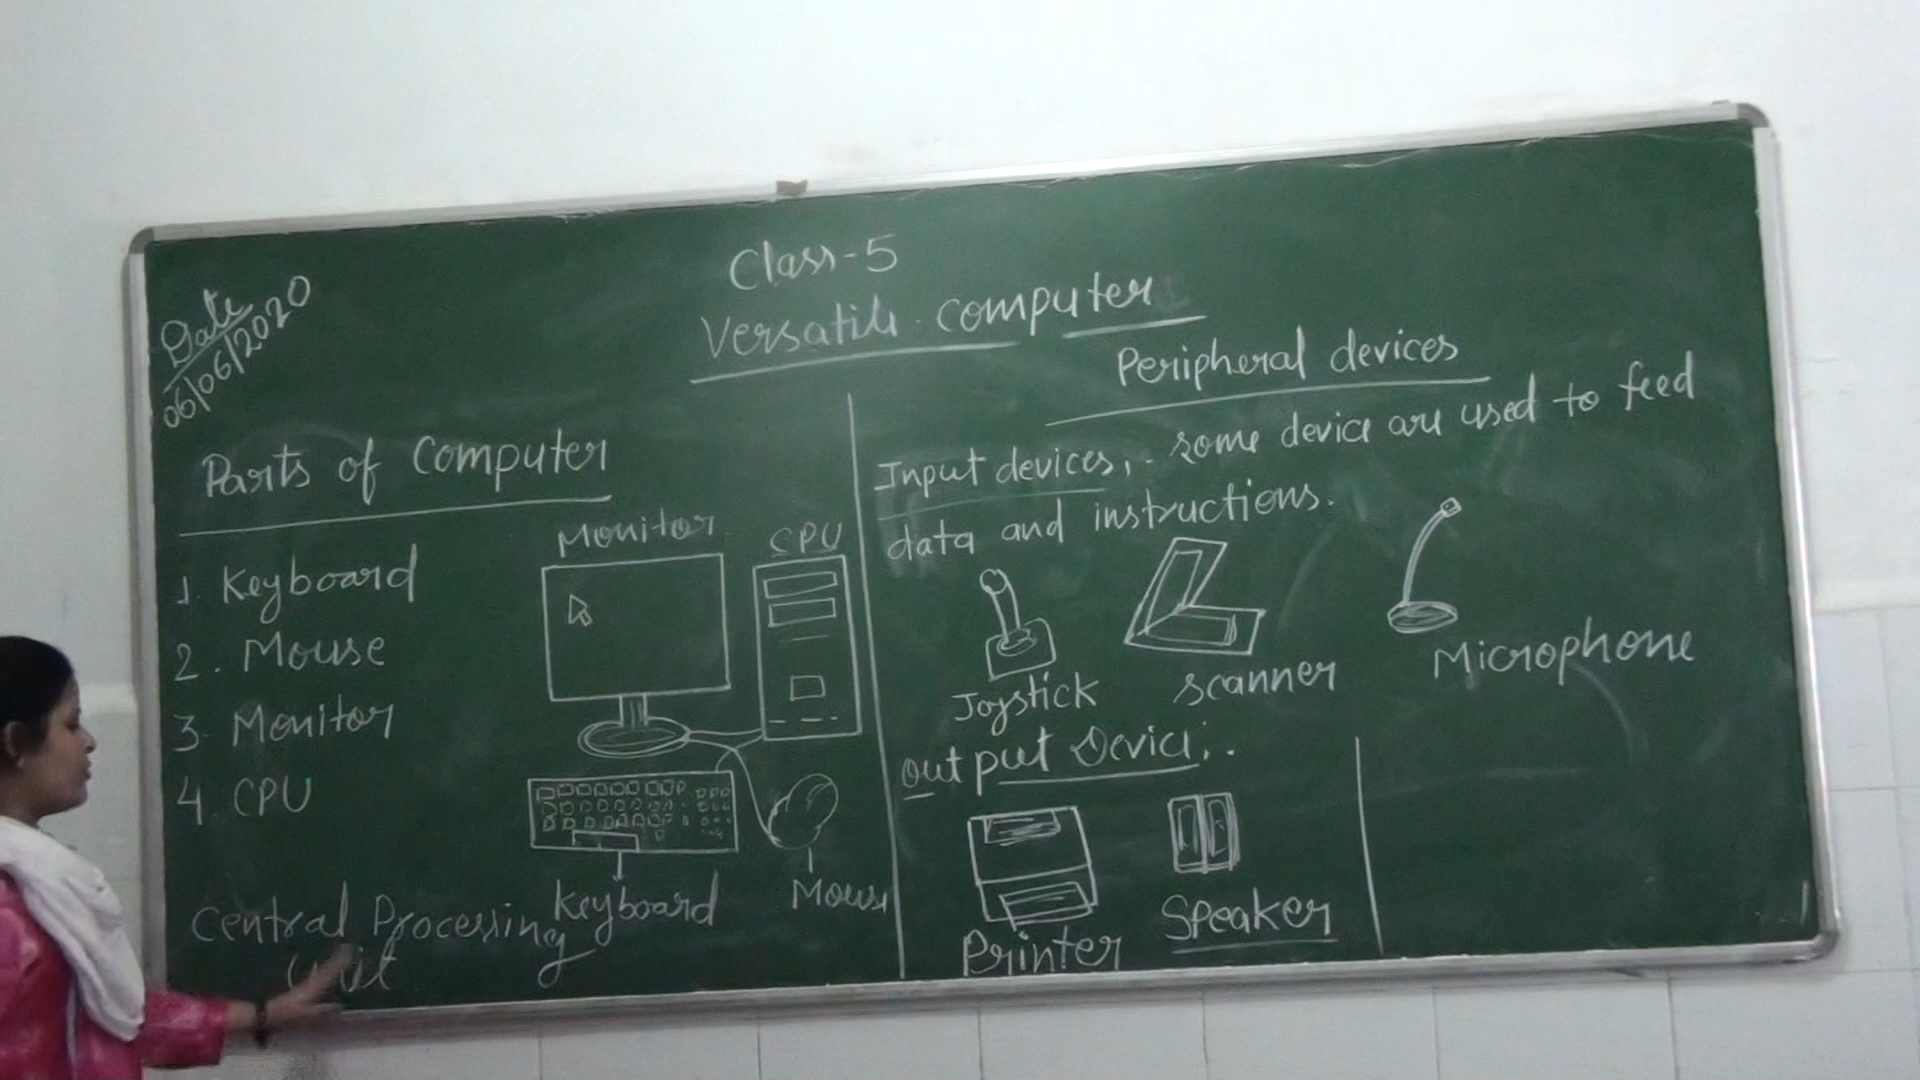 Date
06/06/2020
Class-5
Versatile computer
Parts of Computer
1. Keyboard
2. Mouse
3. Monitor
4. CPU
Central Processing
Unit
Monitor
CPU
Keyboard
Mouse
Peripheral devices
Input devices:- some device are used to feed
data and instructions.
Joystick
scanner
Microphone
output Device:-
Printer
Speaker